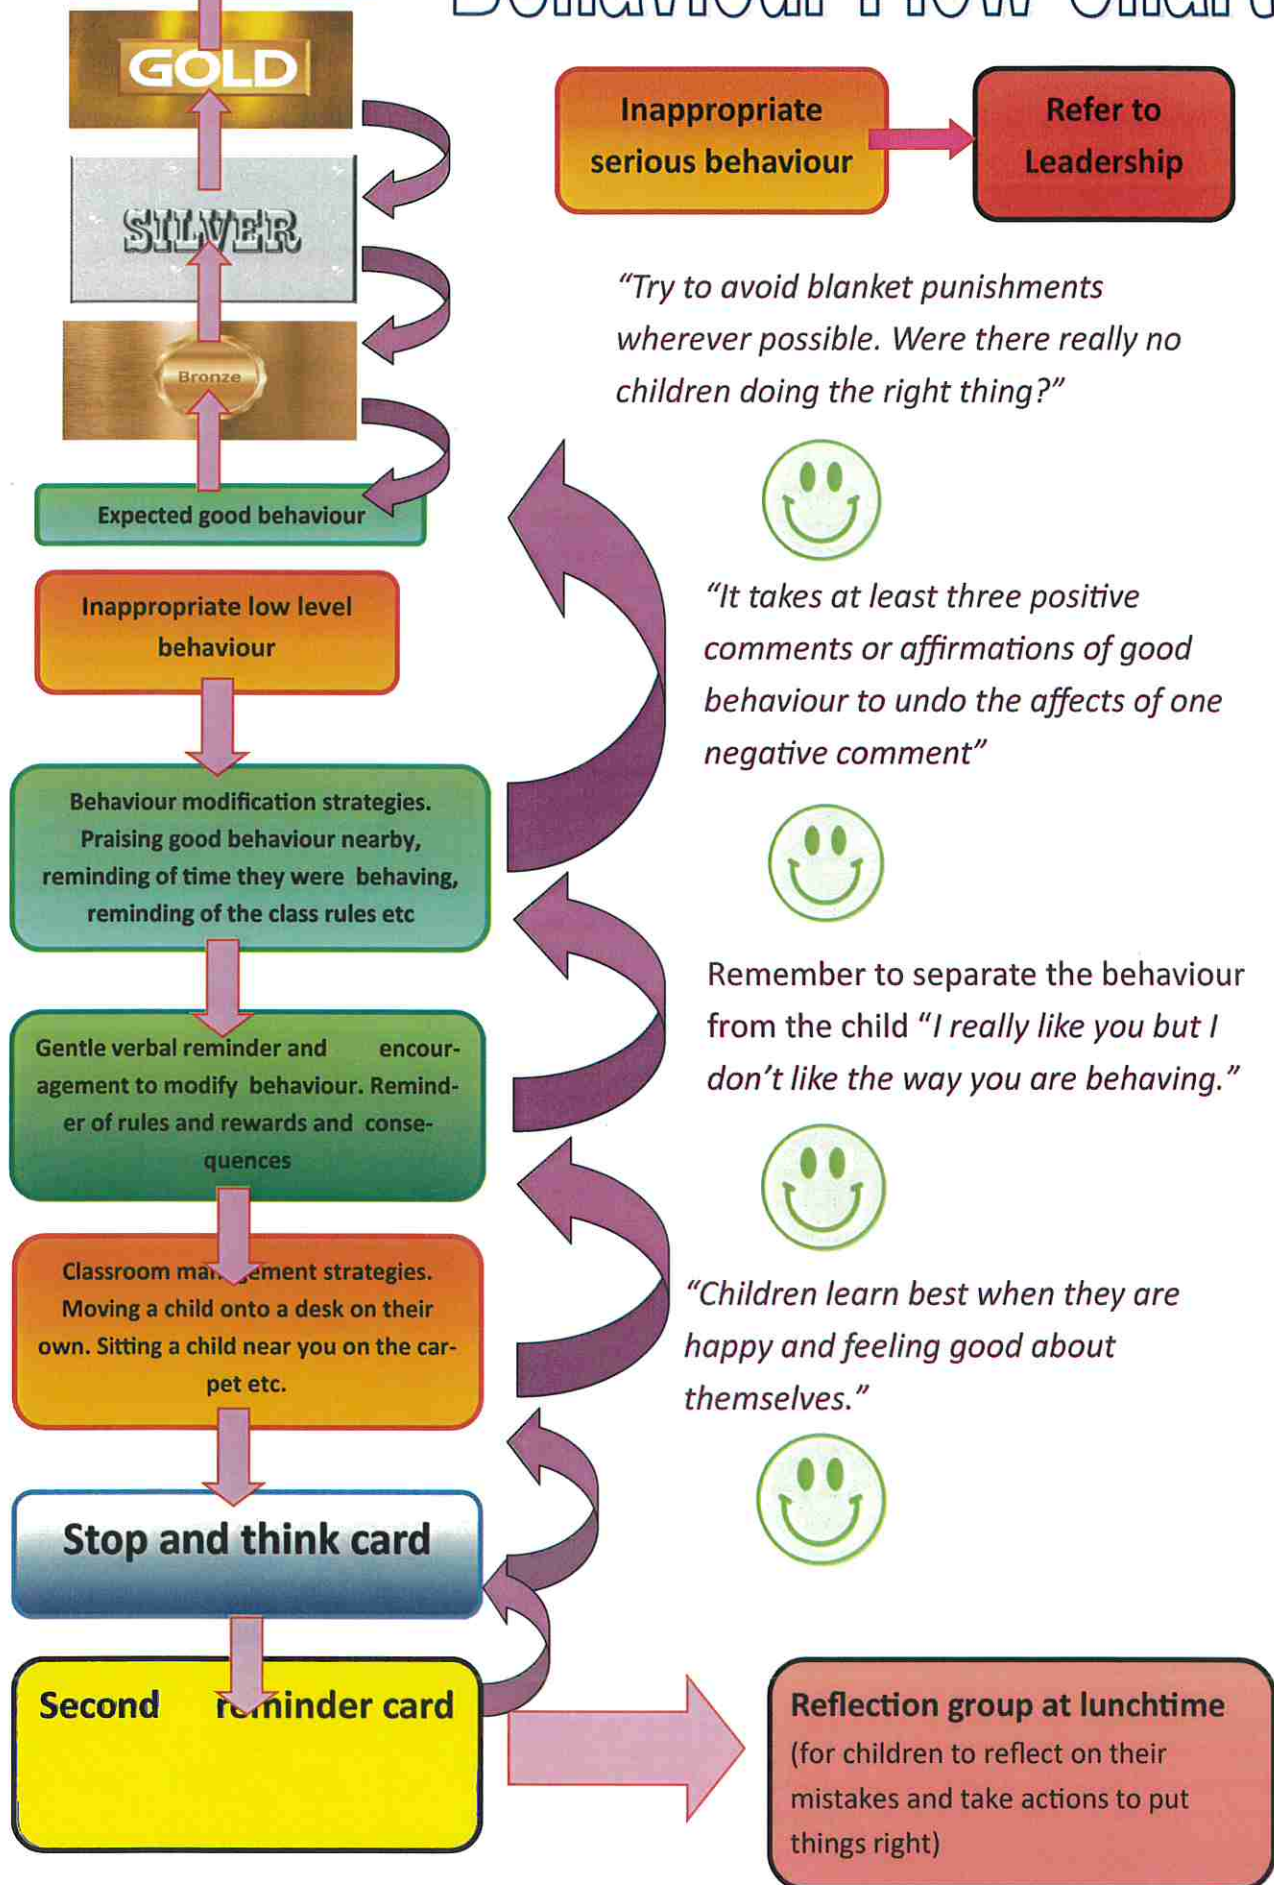 Behaviour Flow Chart
GOLD
SILVER
Bronze
Expected good behaviour
Inappropriate low level
behaviour
Behaviour modification strategies.
Praising good behaviour nearby,
reminding of time they were behaving,
reminding of the class rules etc
Gentle verbal reminder and encour-
agement to modify behaviour. Remind-
er of rules and rewards and conse-
quences
Classroom management strategies.
Moving a child onto a desk on their
own. Sitting a child near you on the car-
pet etc.
Stop and think card
Second reminder card
Inappropriate
serious behaviour
Refer to
Leadership
“Try to avoid blanket punishments
wherever possible. Were there really no
children doing the right thing?”
“It takes at least three positive
comments or affirmations of good
behaviour to undo the affects of one
negative comment”
Remember to separate the behaviour
from the child “I really like you but I
don’t like the way you are behaving.”
“Children learn best when they are
happy and feeling good about
themselves.”
Reflection group at lunchtime
(for children to reflect on their
mistakes and take actions to put
things right)